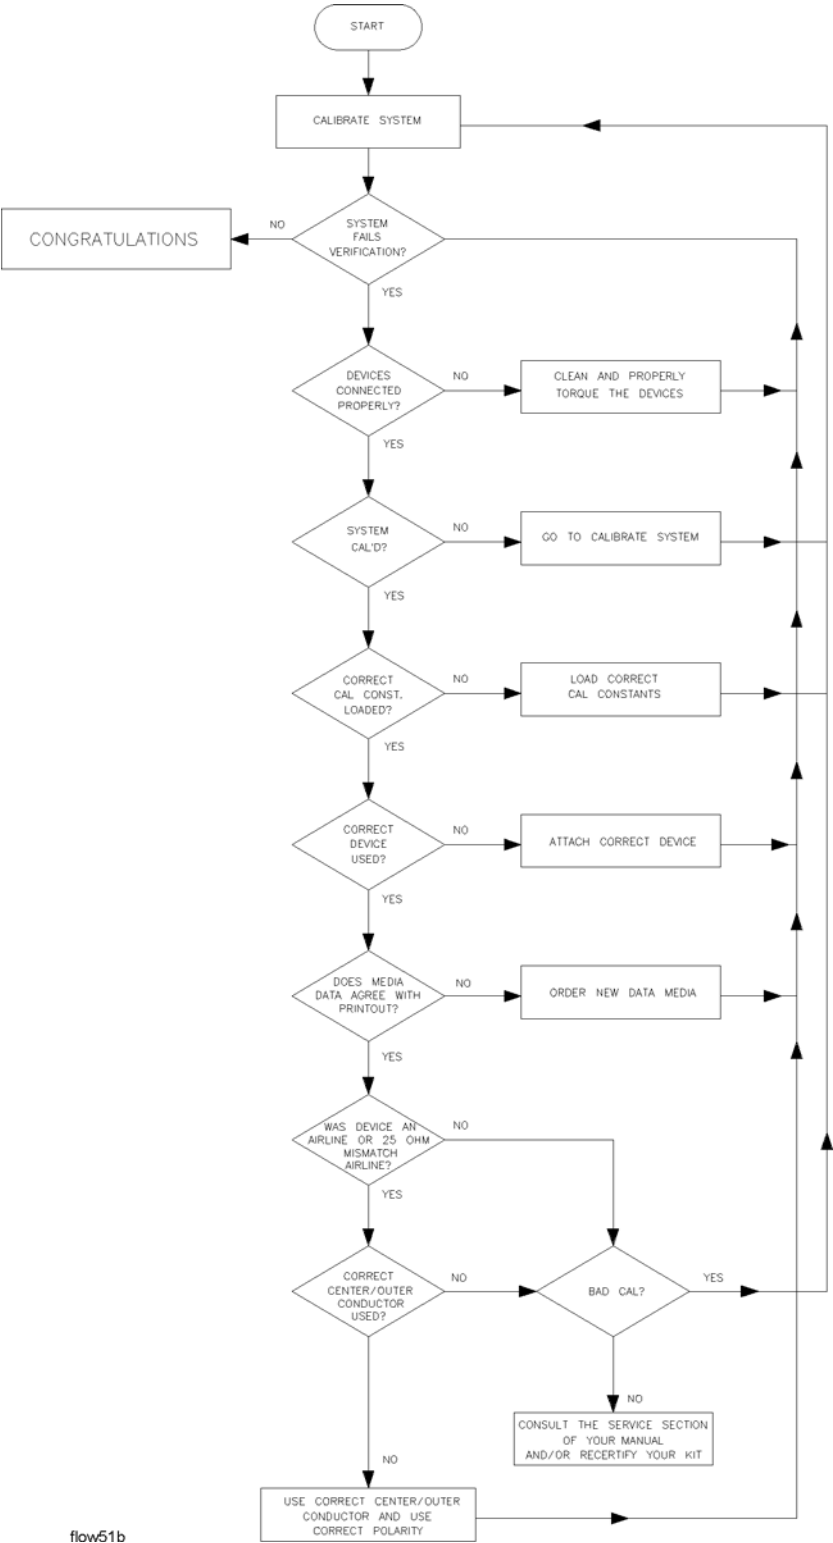 START
CALIBRATE SYSTEM
CONGRATULATIONS
NO
SYSTEM
FAILS
VERIFICATION?
YES
DEVICES
CONNECTED
PROPERLY?
NO
CLEAN AND PROPERLY
TORQUE THE DEVICES
YES
SYSTEM
CAL'D?
NO
GO TO CALIBRATE SYSTEM
YES
CORRECT
CAL CONST.
LOADED?
NO
LOAD CORRECT
CAL CONSTANTS
YES
CORRECT
DEVICE
USED?
NO
ATTACH CORRECT DEVICE
YES
DOES MEDIA
DATA AGREE WITH
PRINTOUT?
NO
ORDER NEW DATA MEDIA
YES
WAS DEVICE AN
AIRLINE OR 25 OHM
MISMATCH
AIRLINE?
NO
YES
CORRECT
CENTER/OUTER
CONDUCTOR
USED?
NO
BAD CAL?
YES
NO
CONSULT THE SERVICE SECTION
OF YOUR MANUAL
AND/OR RECERTIFY YOUR KIT
NO
USE CORRECT CENTER/OUTER
CONDUCTOR AND USE
CORRECT POLARITY
flow51b